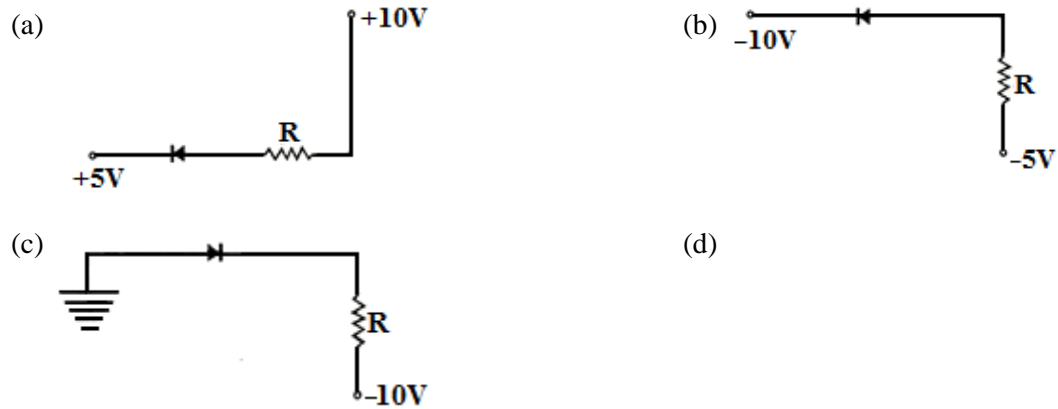 (a)
+10V
R
+5V
(b)
–10V
R
–5V
(c)
R
–10V
(d)